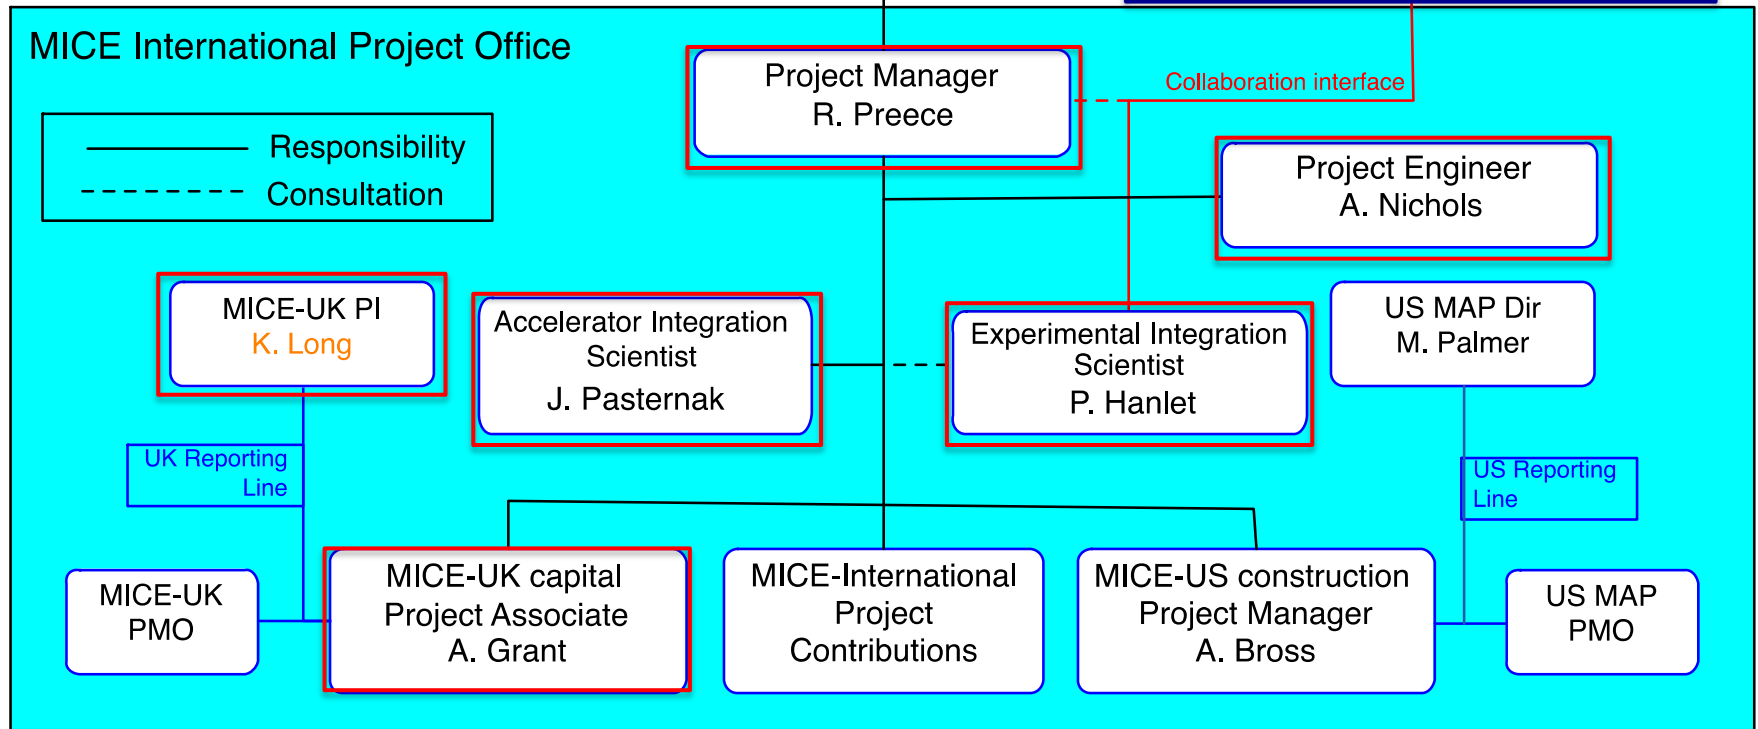 MICE International Project Office
Project Manager
R. Preece
Collaboration interface
Responsibility
Consultation
Project Engineer
A. Nichols
MICE-UK PI
K. Long
Accelerator Integration
Scientist
J. Pasternak
Experimental Integration
Scientist
P. Hanlet
US MAP Dir
M. Palmer
UK Reporting
Line
US Reporting
Line
MICE-UK
PMO
MICE-UK capital
Project Associate
A. Grant
MICE-International
Project
Contributions
MICE-US construction
Project Manager
A. Bross
US MAP
PMO